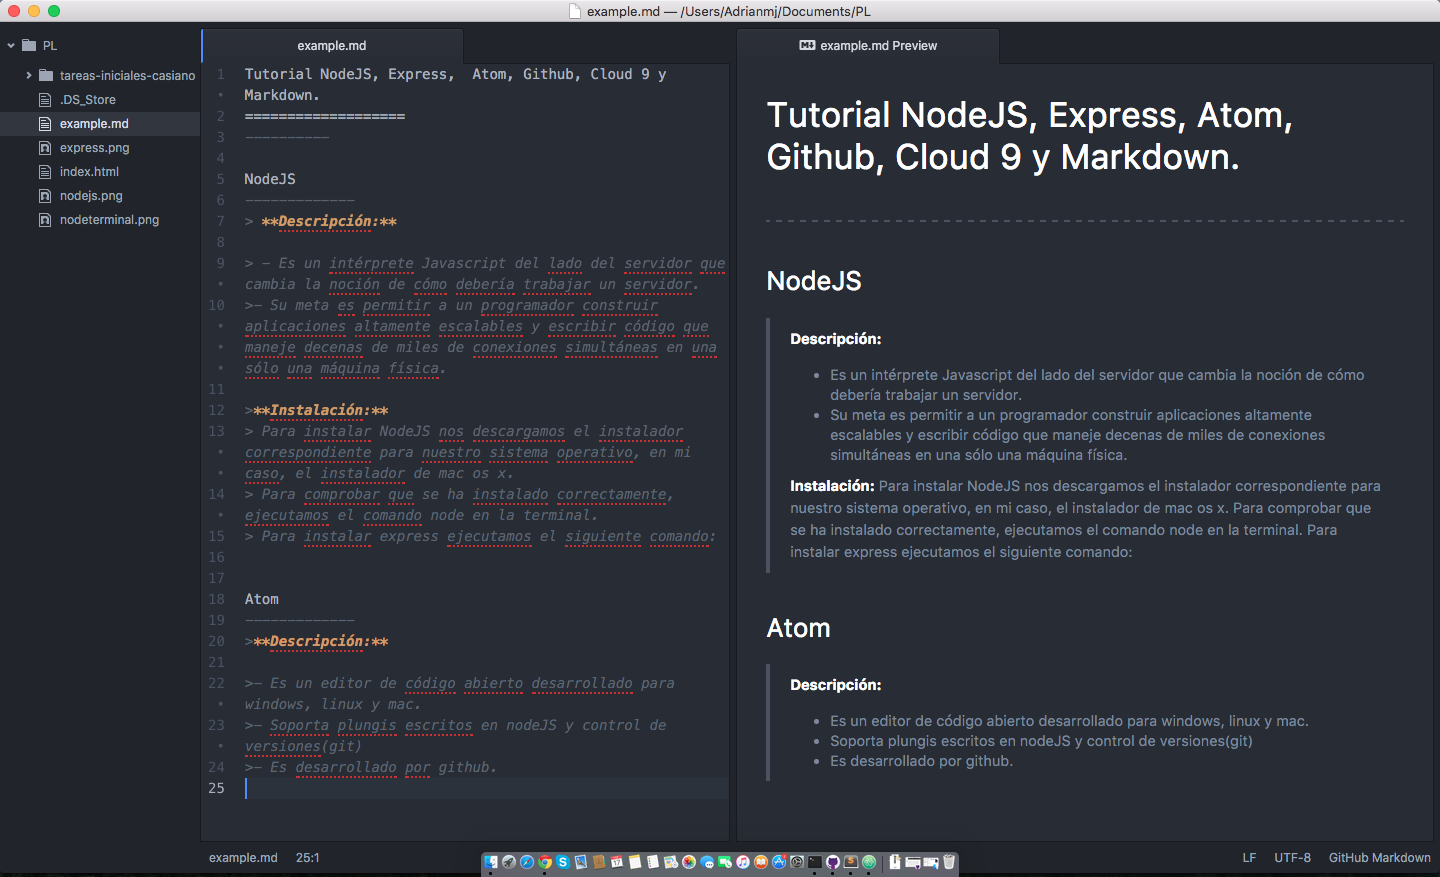 example.md — /Users/Adrianmj/Documents/PL
PL
tareas-iniciales-casiano
.DS_Store
example.md
express.png
index.html
nodejs.png
nodeterminal.png
example.md
1 Tutorial NodeJS, Express,  Atom, Github, Cloud 9 y
• Markdown.
2 ===================
3 ----------
4
5 NodeJS
6 -------------
7 > **Descripción:**
8
9 > - Es un intérprete Javascript del lado del servidor que
• cambia la noción de cómo debería trabajar un servidor.
10 >- Su meta es permitir a un programador construir
• aplicaciones altamente escalables y escribir código que
• maneje decenas de miles de conexiones simultáneas en una
• sólo una máquina física.
11
12 >**Instalación:**
13 > Para instalar NodeJS nos descargamos el instalador
• correspondiente para nuestro sistema operativo, en mi
• caso, el instalador de mac os x.
14 > Para comprobar que se ha instalado correctamente,
• ejecutamos el comando node en la terminal.
15 > Para instalar express ejecutamos el siguiente comando:
16
17
18 Atom
19 -------------
20 >**Descripción:**
21
22 >- Es un editor de código abierto desarrollado para
• windows, linux y mac.
23 >- Soporta plungis escritos en nodeJS y control de
• versiones(git)
24 >- Es desarrollado por github.
25
example.md Preview
Tutorial NodeJS, Express, Atom,
Github, Cloud 9 y Markdown.
NodeJS
Descripción:
• Es un intérprete Javascript del lado del servidor que cambia la noción de cómo
debería trabajar un servidor.
• Su meta es permitir a un programador construir aplicaciones altamente
escalables y escribir código que maneje decenas de miles de conexiones
simultáneas en una sólo una máquina física.
Instalación: Para instalar NodeJS nos descargamos el instalador correspondiente para
nuestro sistema operativo, en mi caso, el instalador de mac os x. Para comprobar que
se ha instalado correctamente, ejecutamos el comando node en la terminal. Para
instalar express ejecutamos el siguiente comando:
Atom
Descripción:
• Es un editor de código abierto desarrollado para windows, linux y mac.
• Soporta plungis escritos en nodeJS y control de versiones(git)
• Es desarrollado por github.
example.md 25:1
17
LF UTF-8 GitHub Markdown